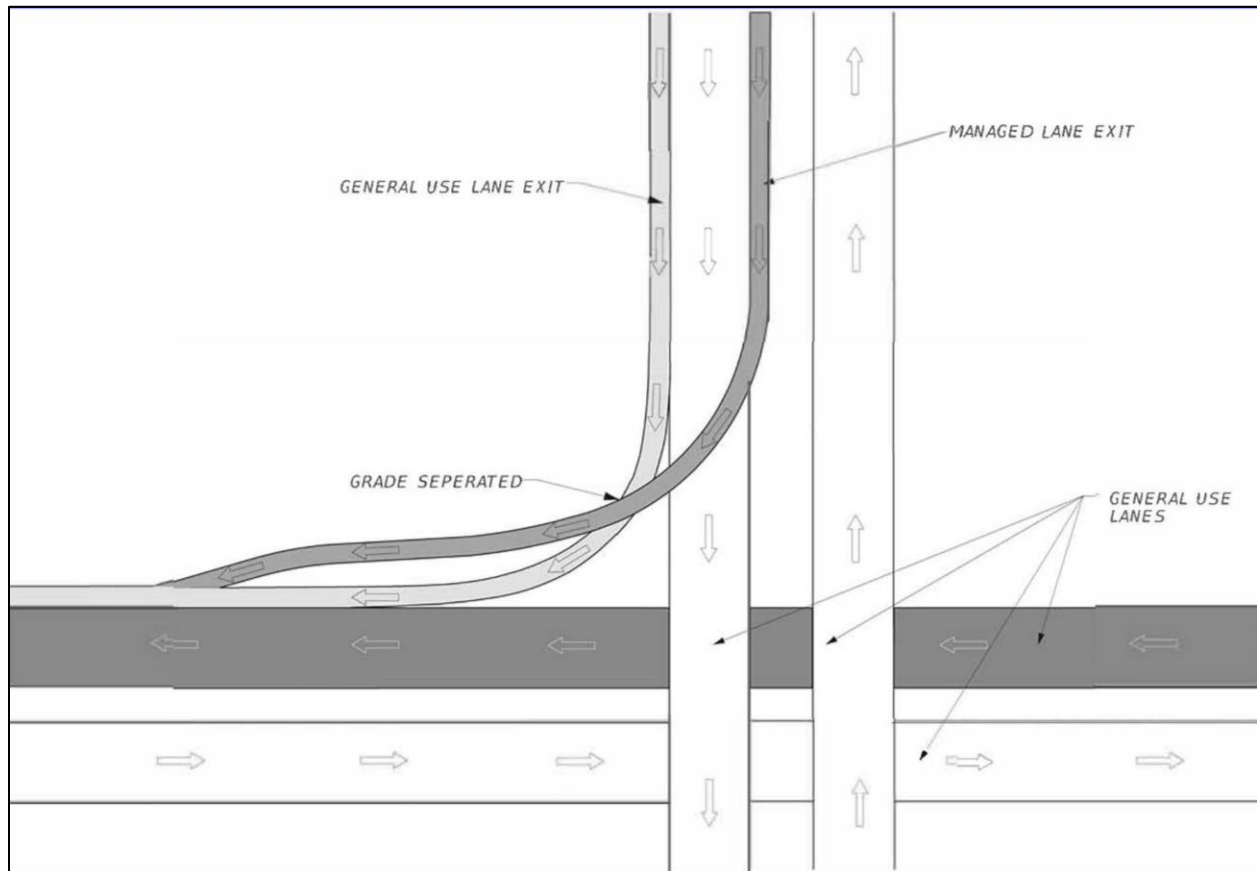 MANAGED LANE EXIT
GENERAL USE LANE EXIT
GRADE SEPERATED
GENERAL USE
LANES